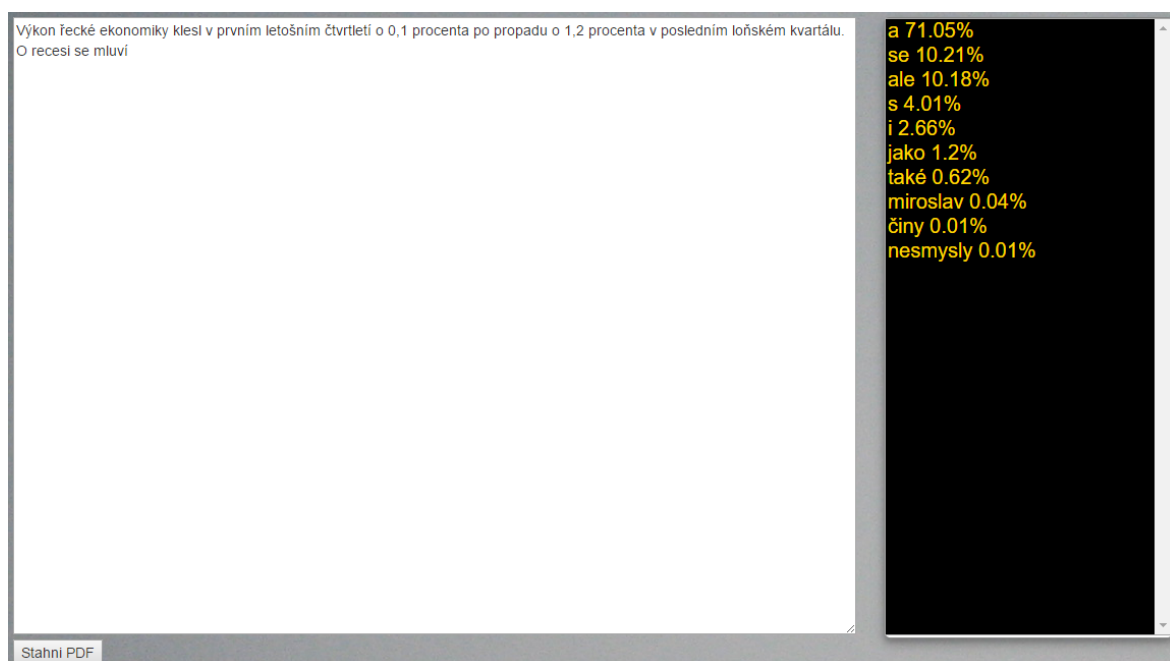 Výkon řecké ekonomiky klesl v prvním letošním čtvrtletí o 0,1 procenta po propadu o 1,2 procenta v posledním loňském kvartálu.
O recesi se mluví
a 71.05%
se 10.21%
ale 10.18%
s 4.01%
i 2.66%
jako 1.2%
také 0.62%
miroslav 0.04%
činy 0.01%
nesmysly 0.01%
Stahni PDF